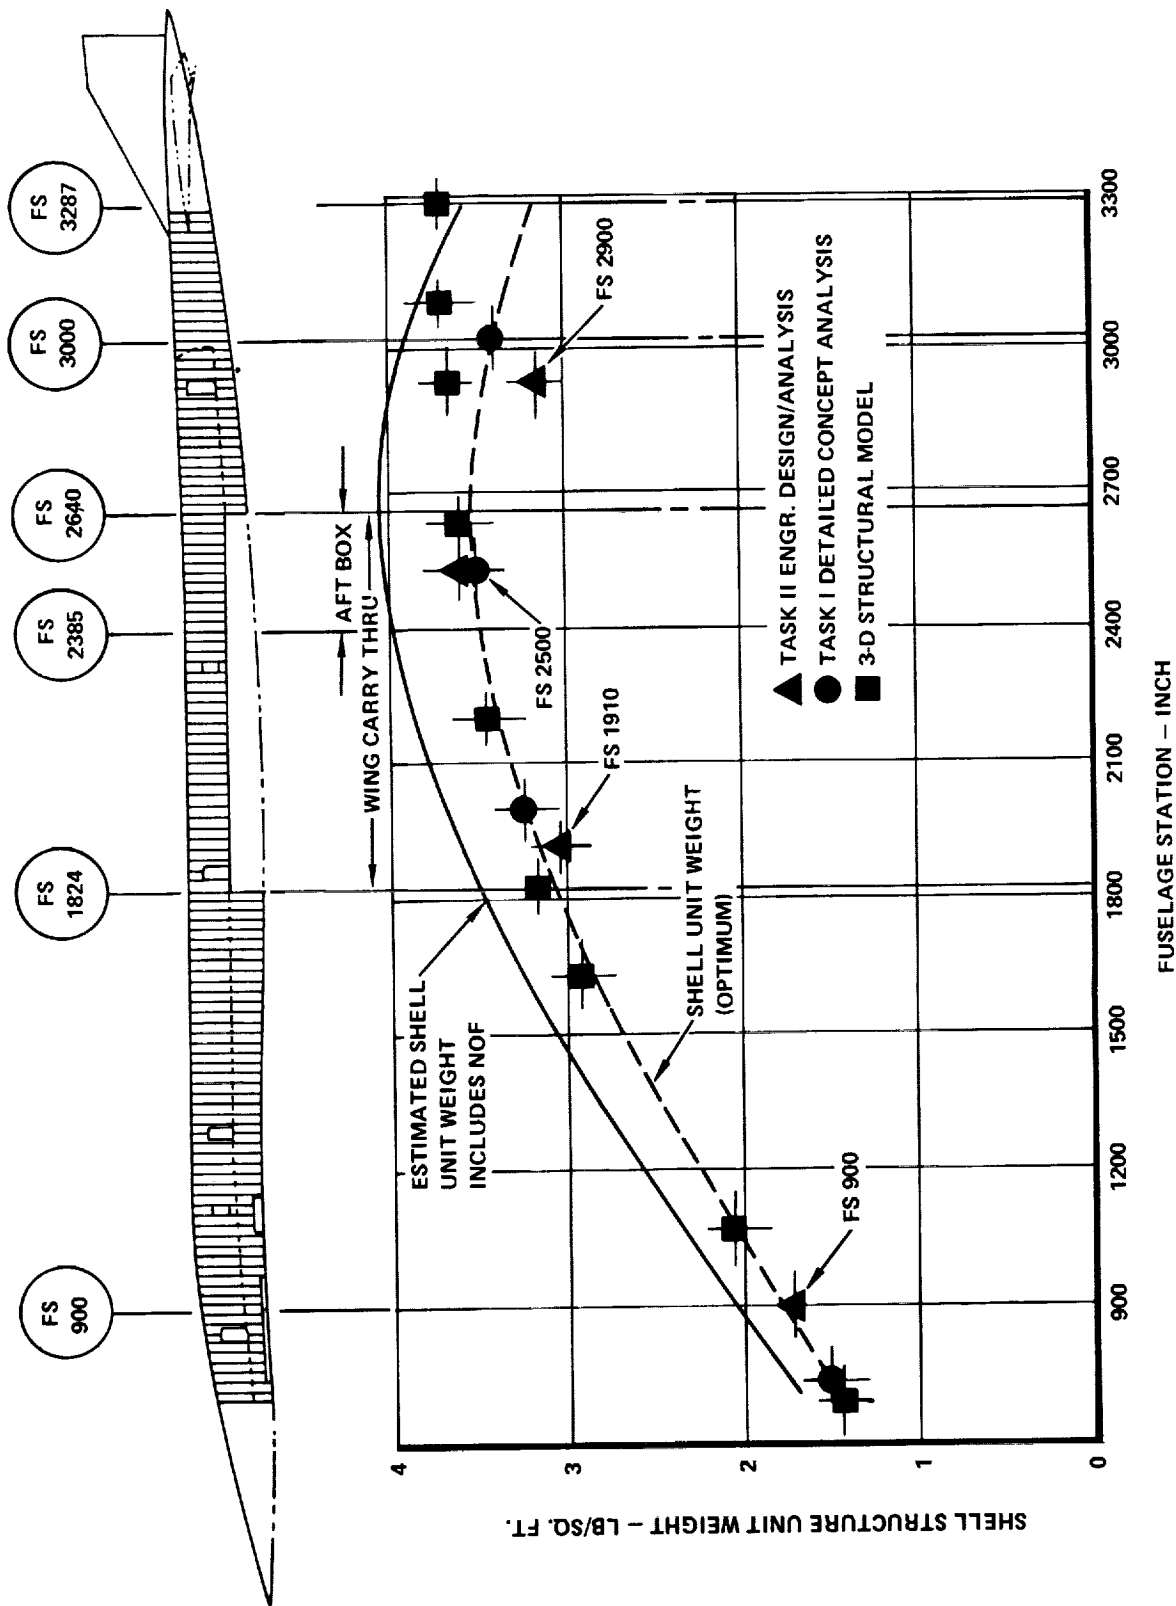 FS
900
FS
1824
FS
2385
FS
2640
FS
3000
FS
3287
AFT BOX
WING CARRY THRU
ESTIMATED SHELL
UNIT WEIGHT
INCLUDES NOF
FS 2500
FS 1910
FS 2900
SHELL UNIT WEIGHT
(OPTIMUM)
FS 900
TASK II ENGR. DESIGN/ANALYSIS
TASK I DETAILED CONCEPT ANALYSIS
3-D STRUCTURAL MODEL
SHELL STRUCTURE UNIT WEIGHT – LB/SQ. FT.
4
3
2
1
0
900
1200
1500
1800
2100
2400
2700
3000
3300
FUSELAGE STATION – INCH